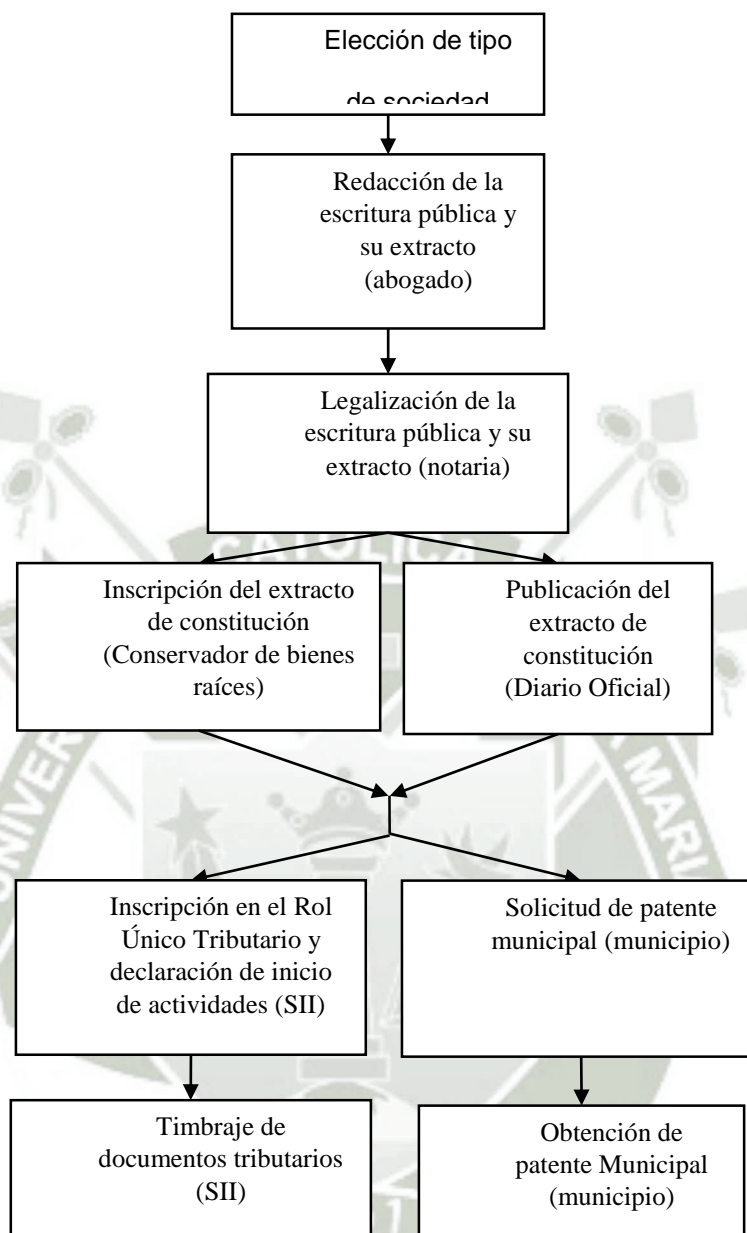 Elección de tipo
de sociedad
Redacción de la
escritura pública y
su extracto
(abogado)
Legalización de la
escritura pública y su
extracto (notaria)
CATOLICA
Inscripción del extracto
de constitución
(Conservador de bienes
raíces)
Publicación del
extracto de
constitución
(Diario Oficial)
UNIVER
MARIA
Inscripción en el Rol
Único Tributario y
declaración de inicio
de actividades (SII)
Solicitud de patente
municipal (municipio)
Timbraje de
documentos tributarios
(SII)
Obtención de
patente Municipal
(municipio)